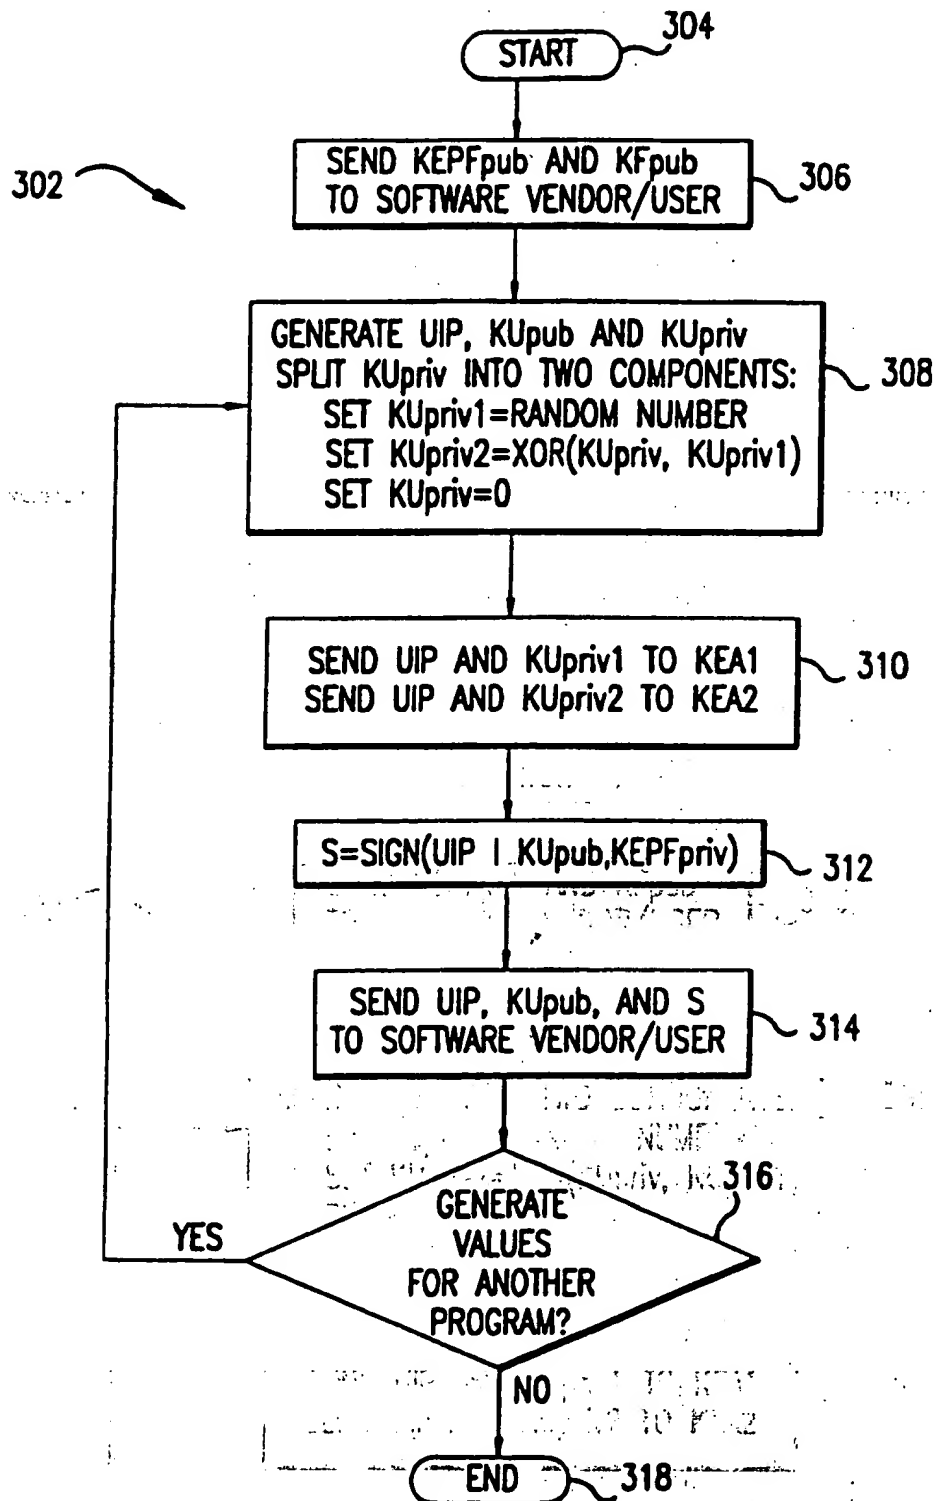 304
START
302
SEND KEPFpub AND KFpub
TO SOFTWARE VENDOR/USER
306
GENERATE UIP, KUpub AND KUpriv
SPLIT KUpriv INTO TWO COMPONENTS:
SET KUpriv1=RANDOM NUMBER
SET KUpriv2=XOR(KUpriv, KUpriv1)
SET KUpriv=0
308
SEND UIP AND KUpriv1 TO KEA1
SEND UIP AND KUpriv2 TO KEA2
310
S=SIGN(UIP | KUpub,KEPFpriv)
312
SEND UIP, KUpub, AND S
TO SOFTWARE VENDOR/USER
314
316
GENERATE
VALUES
FOR ANOTHER
PROGRAM?
YES
NO
END
318